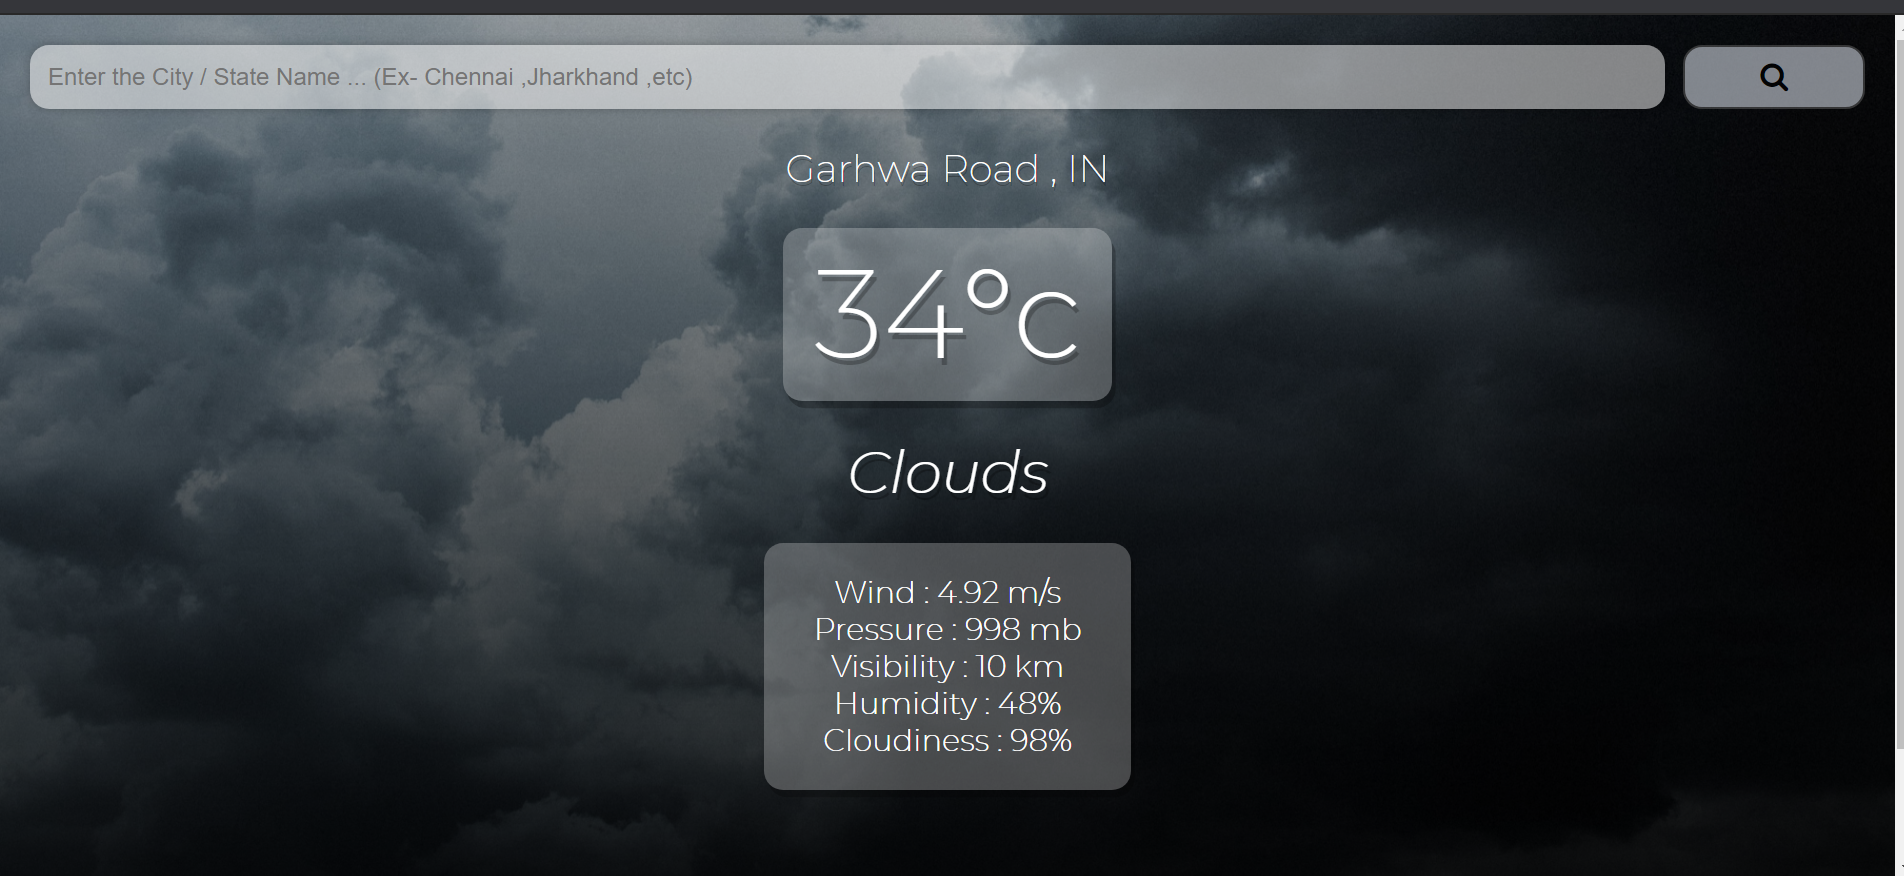 Enter the City / State Name ... (Ex- Chennai ,Jharkhand ,etc)
Garhwa Road , IN
34°c
Clouds
Wind : 4.92 m/s
Pressure : 998 mb
Visibility : 10 km
Humidity : 48%
Cloudiness : 98%